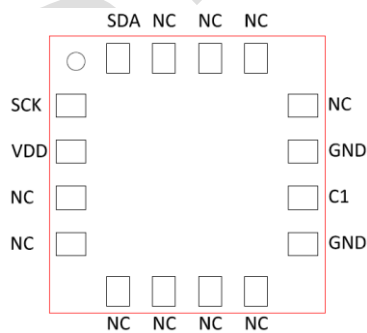 SDA NC NC NC
SCK NC
VDD GND
NC C1
NC GND
NC NC NC NC